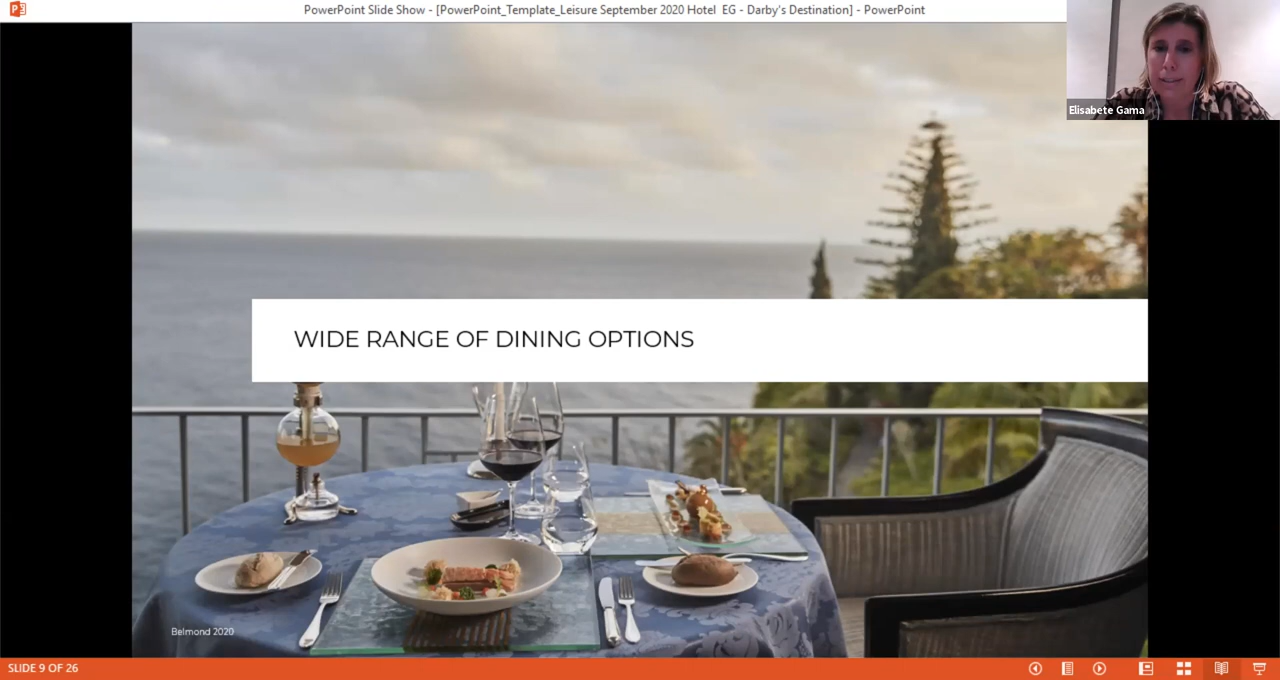 PowerPoint Slide Show - [PowerPoint_Template_Leisure September 2020 Hotel  EG - Darby's Destination] - PowerPoint
Elisabete Gama
WIDE RANGE OF DINING OPTIONS
Belmond 2020
SLIDE 9 OF 26